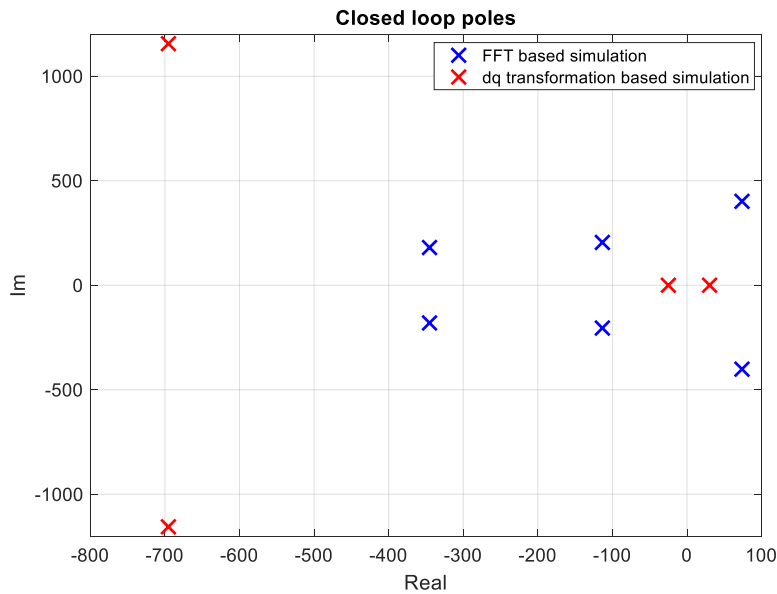 Closed loop poles
FFT based simulation
dq transformation based simulation
1000
500
0
-500
-1000
Im
-800 -700 -600 -500 -400 -300 -200 -100 0 100
Real